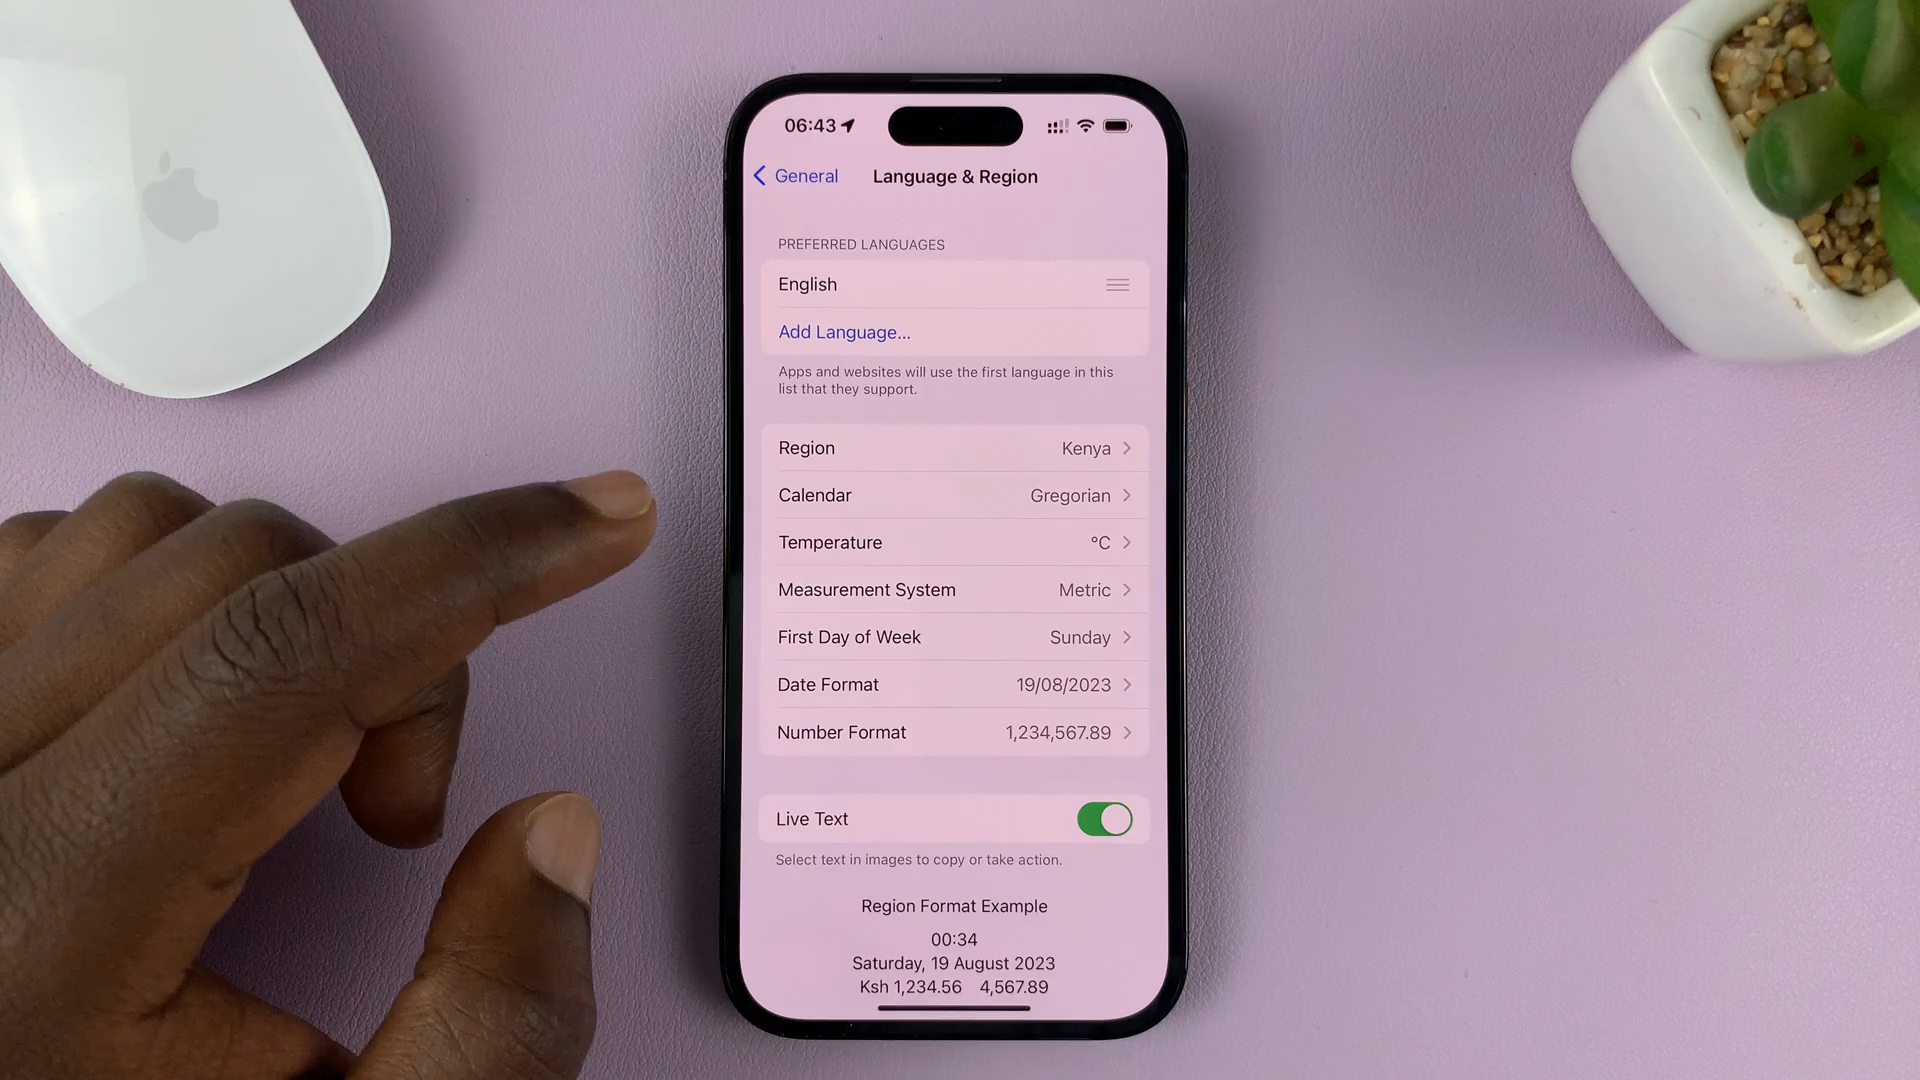 06:43
General
Language & Region
PREFERRED LANGUAGES
English
Add Language...
Apps and websites will use the first language in this
list that they support.
Region Kenya
Calendar Gregorian
Temperature °C
Measurement System Metric
First Day of Week Sunday
Date Format 19/08/2023
Number Format 1,234,567.89
Live Text
Select text in images to copy or take action.
Region Format Example
00:34
Saturday, 19 August 2023
Ksh 1,234.56 4,567.89